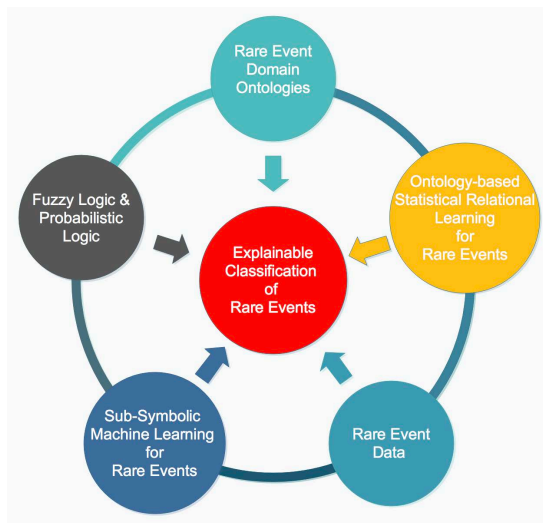 Rare Event
Domain
Ontologies
Ontology-based
Statistical Relational
Learning
for
Rare Events
Fuzzy Logic &
Probabilistic
Logic
Explainable
Classification
of
Rare Events
Sub-Symbolic
Machine Learning
for
Rare Events
Rare Event
Data